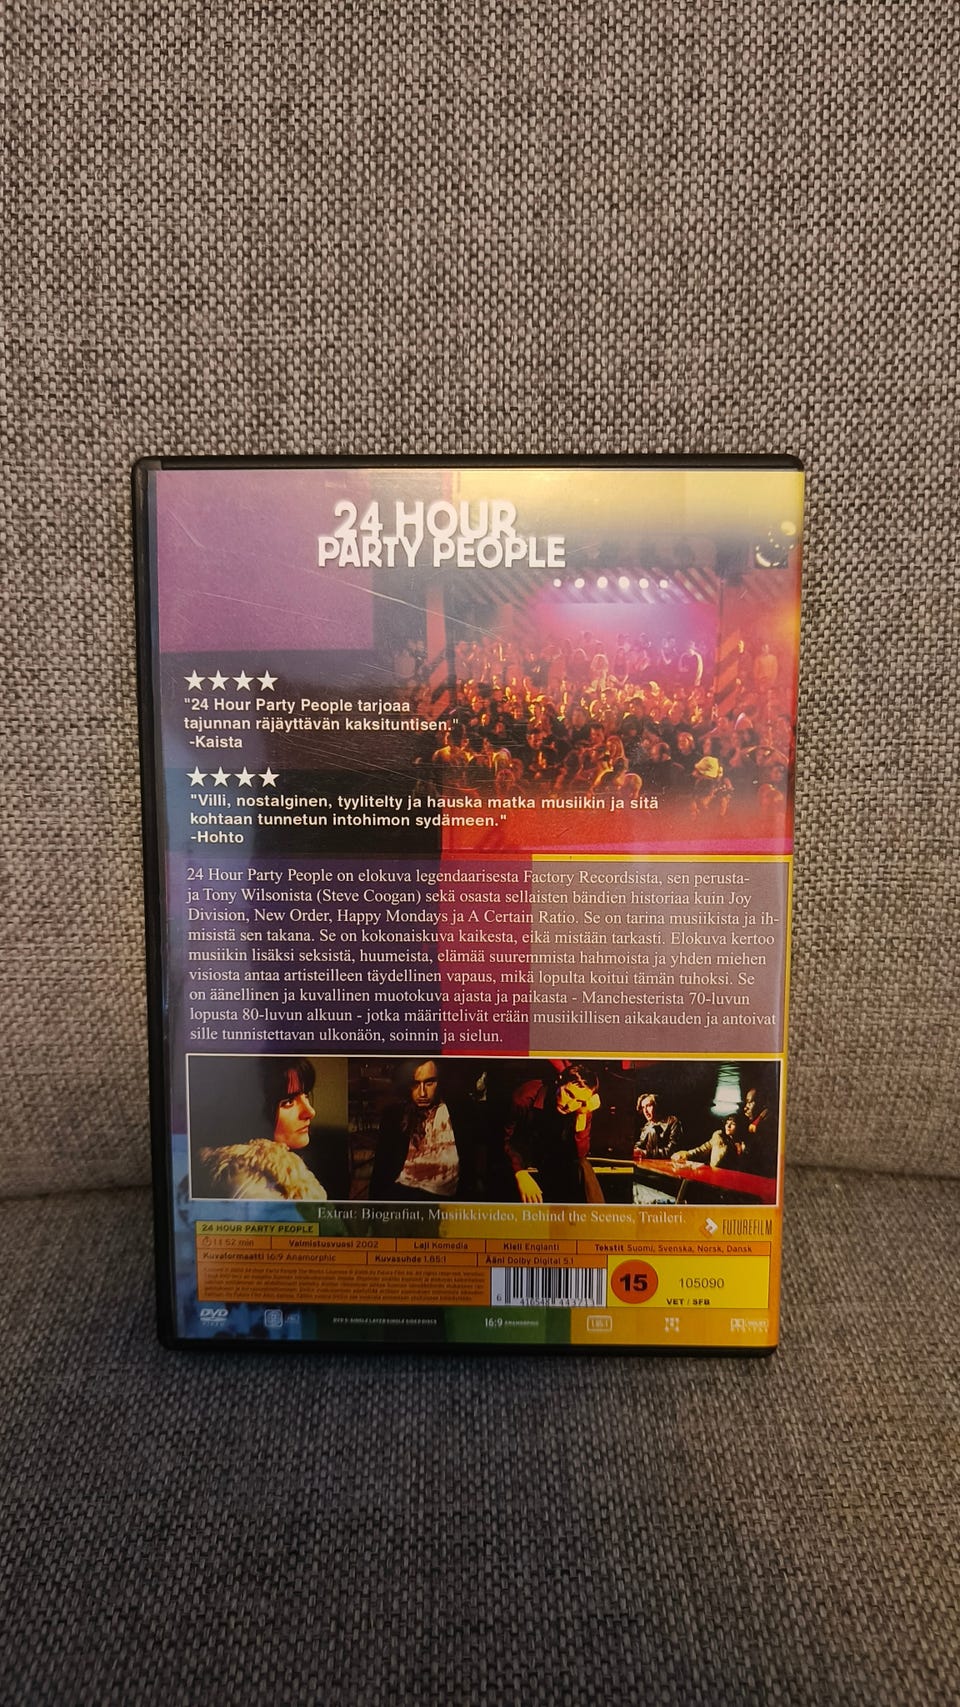 24 HOUR
PARTY PEOPLE
"24 Hour Party People tarjoaa
tajunnan räjäyttävän kaksituntisen."
-Kaista
"Villi, nostalginen, tyylitelty ja hauska matka musiikin ja sitä
kohtaan tunnetun intohimon sydämeen."
-Hohto
24 Hour Party People on elokuva legendaarisesta Factory Recordsista, sen perusta-
ja Tony Wilsonista (Steve Coogan) sekä osasta sellaisten bändien historiaa kuin Joy
Division, New Order, Happy Mondays ja A Certain Ratio. Se on tarina musiikista ja ih-
misistä sen takana. Se on kokonaiskuva kaikesta, eikä mistään tarkasti. Elokuva kertoo
musiikin lisäksi seksistä, huumeista, elämää suuremmista hahmoista ja yhden miehen
visiosta antaa artisteilleen täydellinen vapaus, mikä lopulta koitui tämän tuhoksi. Se
on äänellinen ja kuvallinen muotokuva ajasta ja paikasta - Manchesterista 70-luvun
lopusta 80-luvun alkuun - jotka määrittelivät erään musiikillisen aikakauden ja antoivat
sille tunnistettavan ulkonäön, soinnin ja sielun.
Extrat: Biografiat, Musiikkivideo, Behind the Scenes, Traileri.
FUTUREFILM
24 HOUR PARTY PEOPLE
52 min Valmistusvuosi 2002 Laji Komedia Kieli Englanti Tekstit Suomi, Svenska, Norsk, Dansk
Kuvaformaatti 16:9 Anamorphic Kuvasuhde 1.85:1 Ääni Dolby Digital 5.1
15 105090
VET / SFB
DVD VIDEO 16:9 ANAMORPHIC 1.85:1